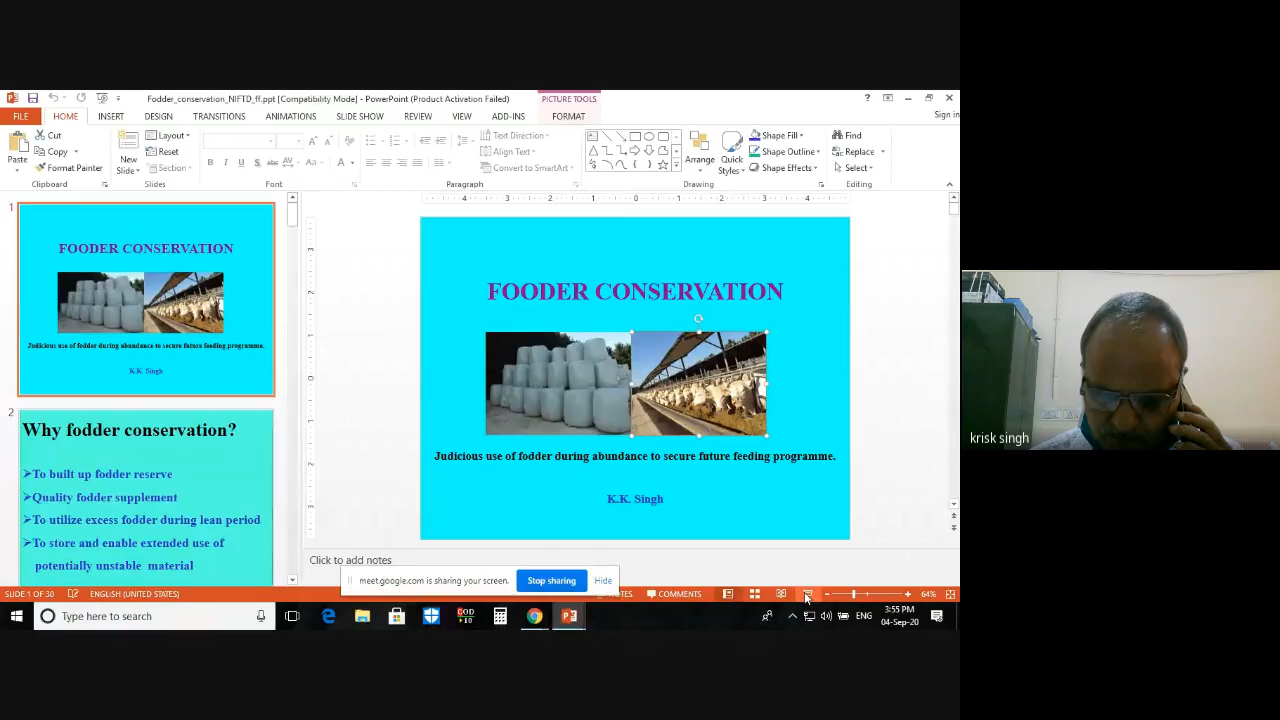 Fodder_conservation_NIFTD_ff.ppt [Compatibility Mode] - PowerPoint (Product Activation Failed)
PICTURE TOOLS
Sign in
FILE
HOME
INSERT
DESIGN
TRANSITIONS
ANIMATIONS
SLIDE SHOW
REVIEW
VIEW
ADD-INS
FORMAT
Paste
Cut
Copy
Format Painter
Clipboard
New
Slide
Layout
Reset
Section
Slides
Font
Paragraph
Text Direction
Align Text
Convert to SmartArt
Arrange
Quick
Styles
Shape Fill
Shape Outline
Shape Effects
Drawing
Find
Replace
Select
Editing
1
FOODER CONSERVATION
Judicious use of fodder during abundance to secure future feeding programme.
K.K. Singh
2
Why fodder conservation?
➢To built up fodder reserve
➢Quality fodder supplement
➢To utilize excess fodder during lean period
➢To store and enable extended use of
potentially unstable material
FOODER CONSERVATION
Judicious use of fodder during abundance to secure future feeding programme.
K.K. Singh
Click to add notes
meet.google.com is sharing your screen.
Stop sharing
Hide
SLIDE 1 OF 30
ENGLISH (UNITED STATES)
COMMENTS
64%
Type here to search
ENG
3:55 PM
04-Sep-20
krisk singh